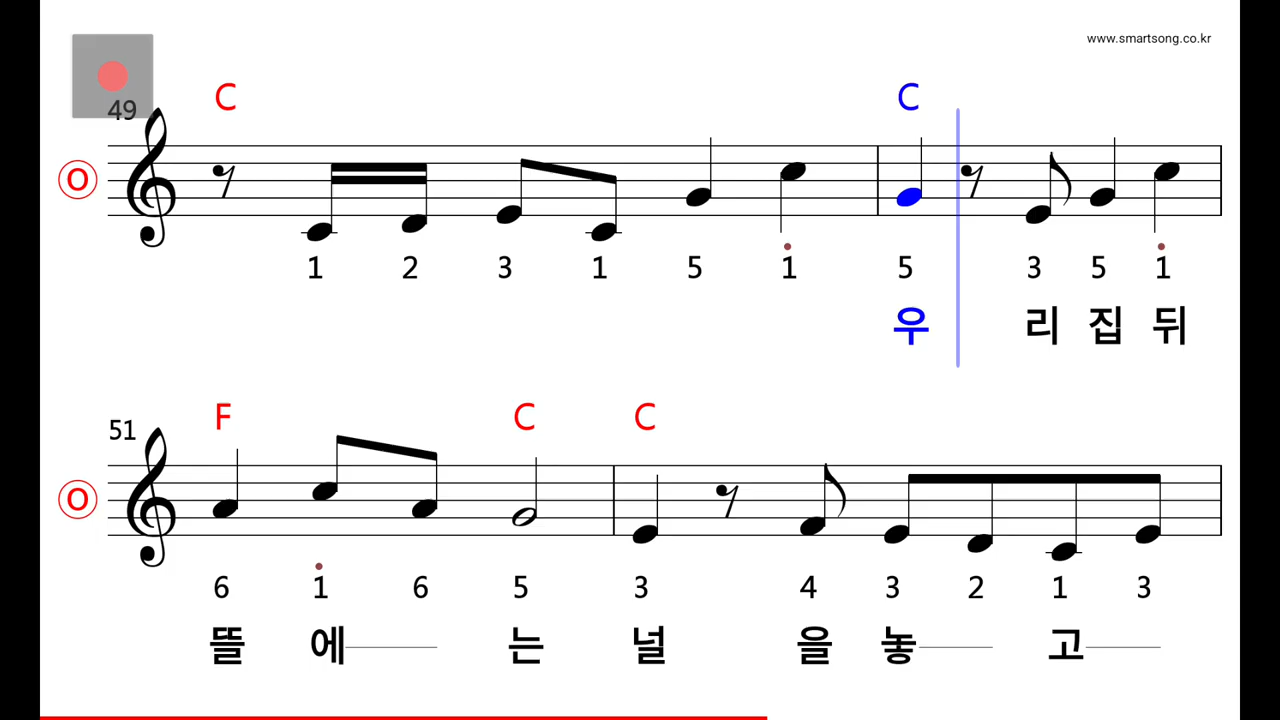 www.smartsong.co.kr
49
C C
O
1 2 3 1 5 1 5 3 5 1
우 리 집 뒤
51
F C C
O
6 1 6 5 3 4 3 2 1 3
뜰 에 는 널 을 놓 고